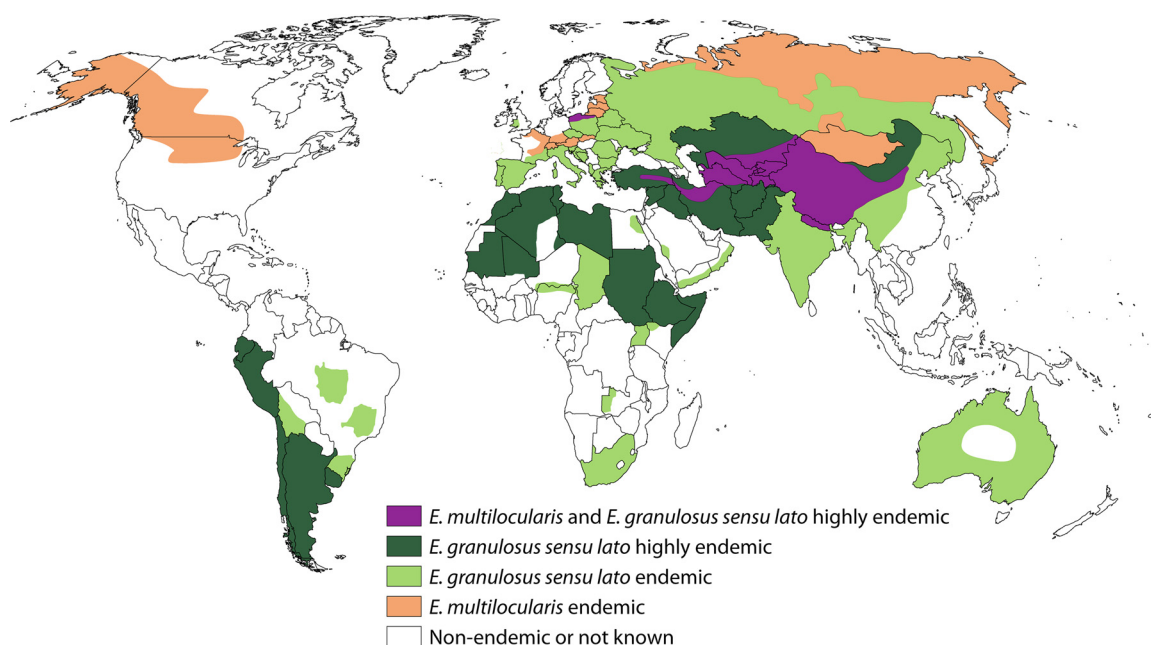 E. multilocularis and E. granulosus sensu lato highly endemic
E. granulosus sensu lato highly endemic
E. granulosus sensu lato endemic
E. multilocularis endemic
Non-endemic or not known